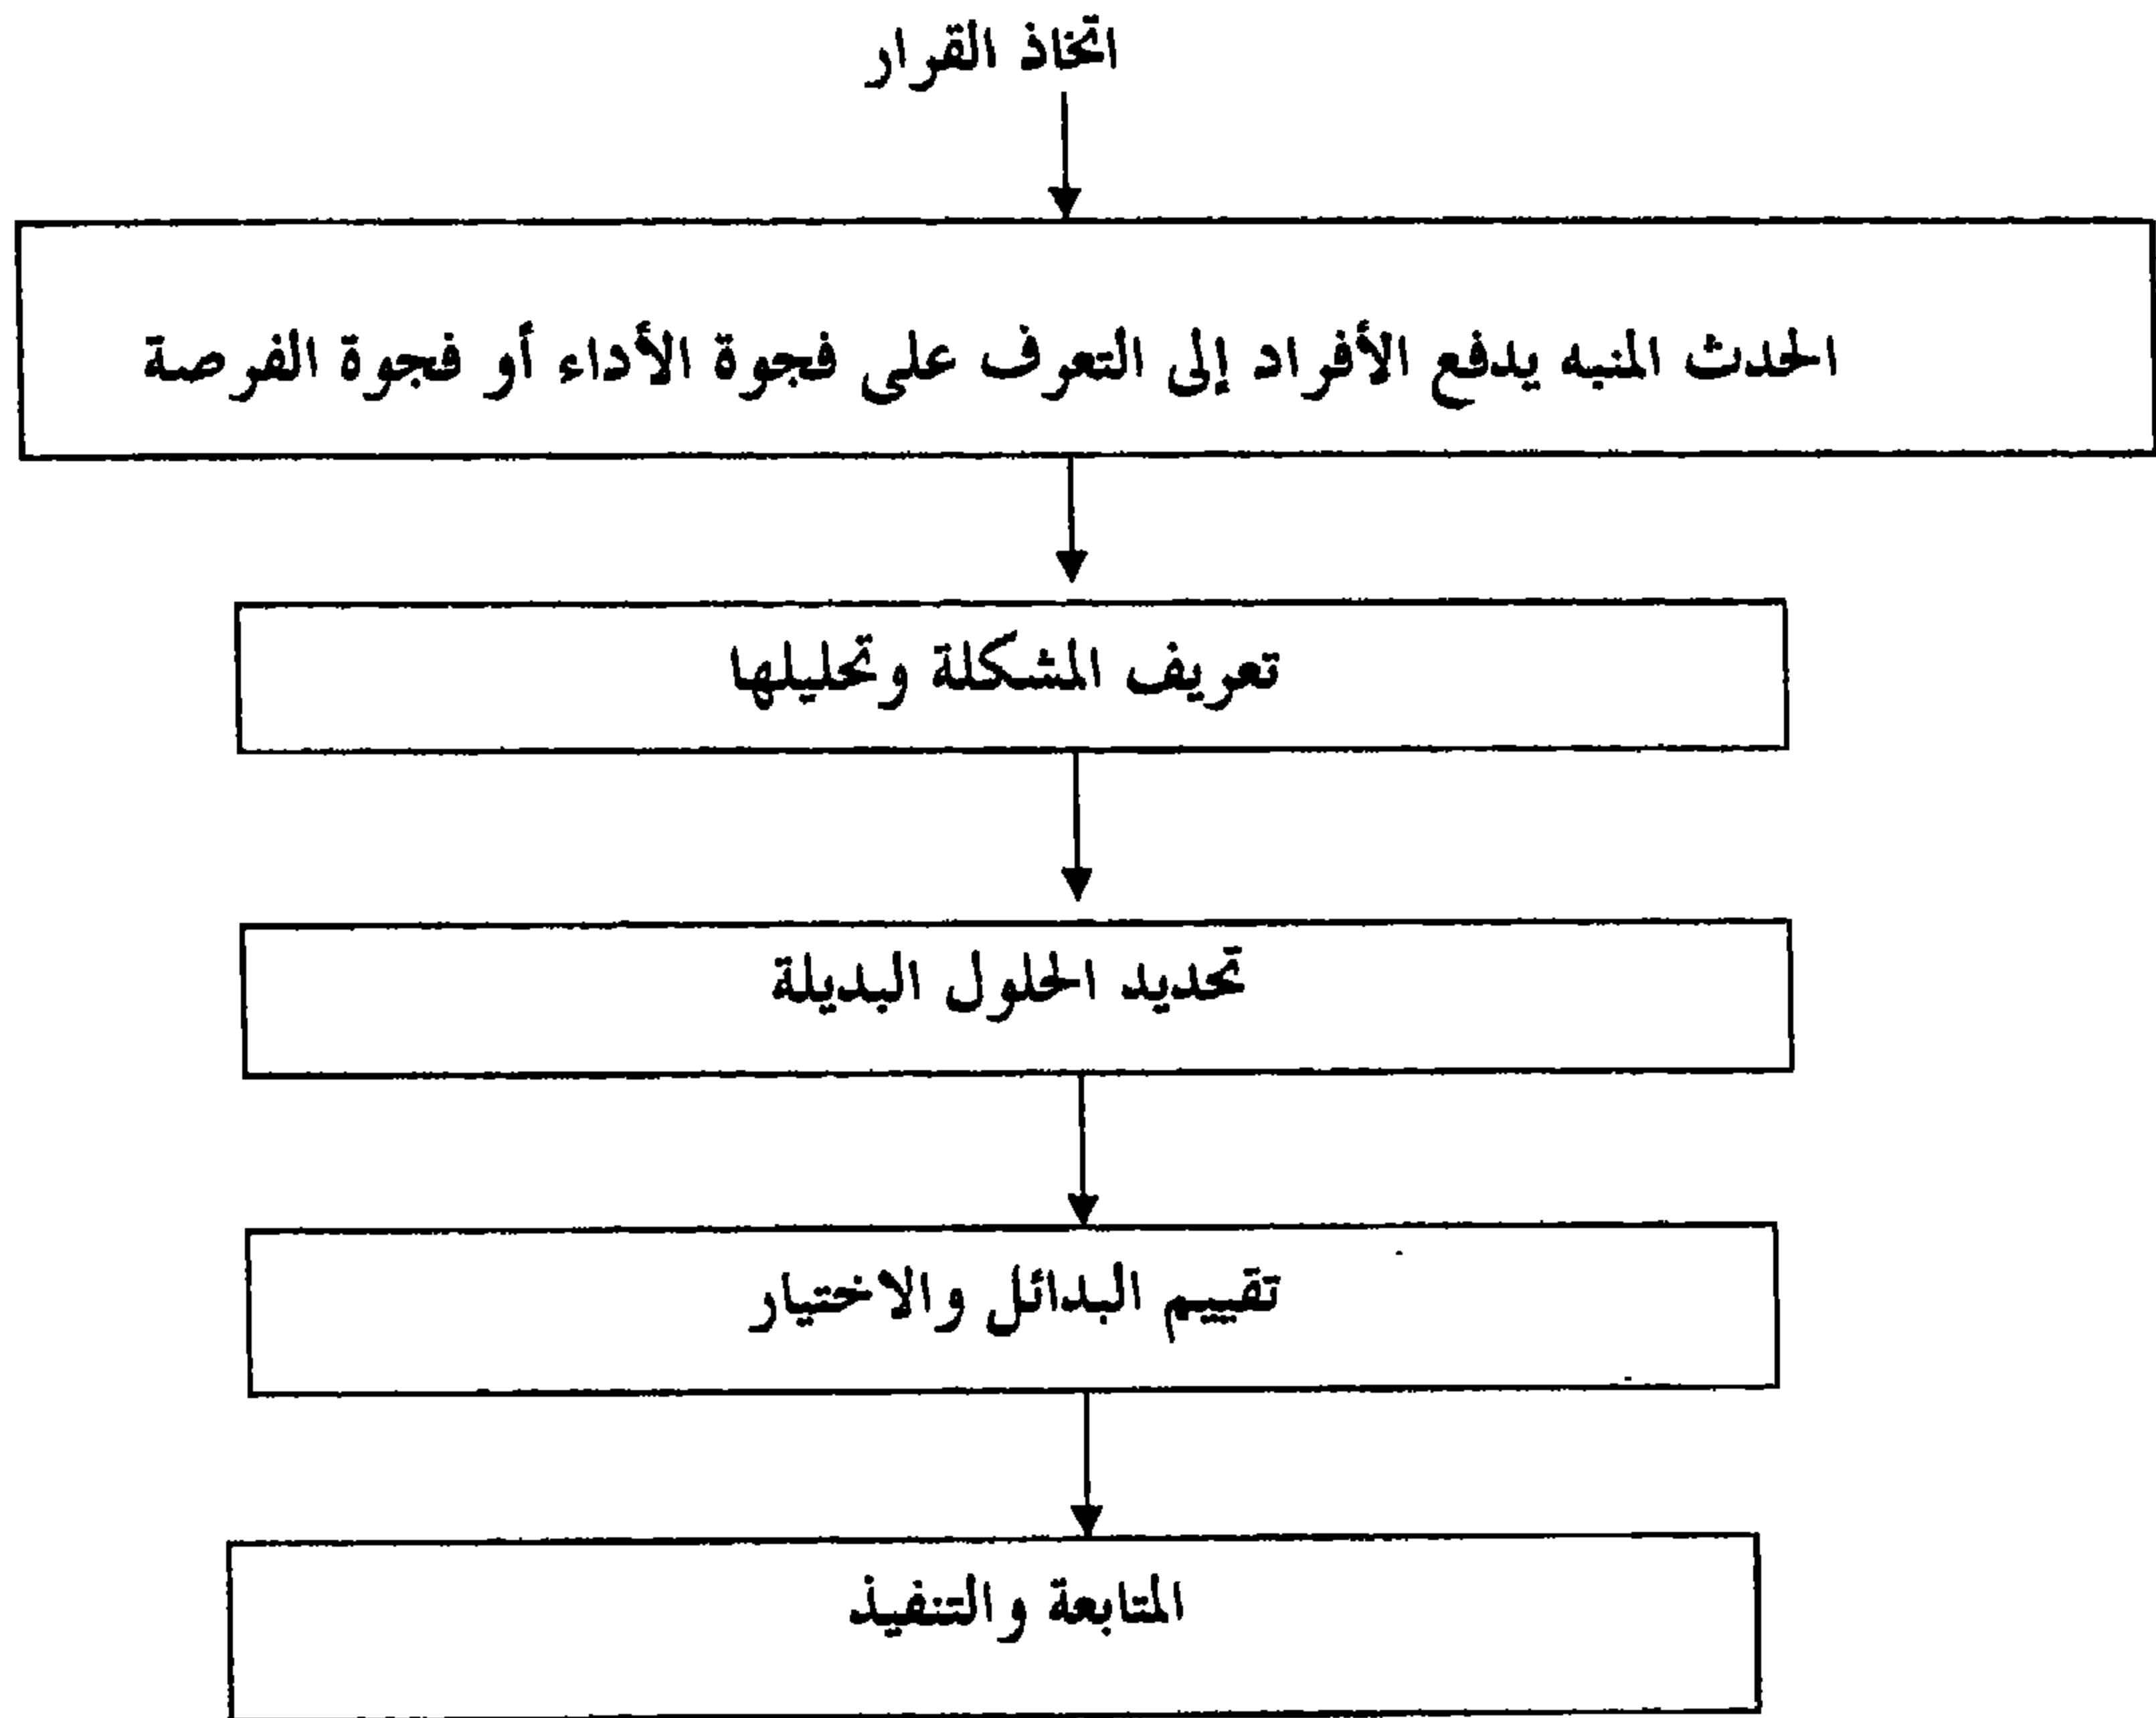 اتخاذ القرار
الحدث المنبه يدفع الأفراد إلى التعرف على فجوة الأداء أو فجوة الفرصة
تعريف المشكلة وتحليلها
تحديد الحلول البديلة
تقييم البدائل والاختيار
المتابعة والتنفيذ